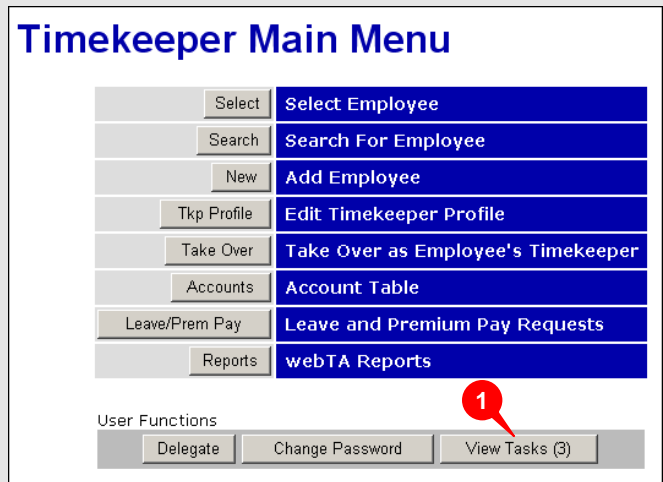 Timekeeper Main Menu
Select Select Employee
Search Search For Employee
New Add Employee
Tkp Profile Edit Timekeeper Profile
Take Over Take Over as Employee's Timekeeper
Accounts Account Table
Leave/Prem Pay Leave and Premium Pay Requests
Reports webTA Reports
1
User Functions
Delegate Change Password View Tasks (3)